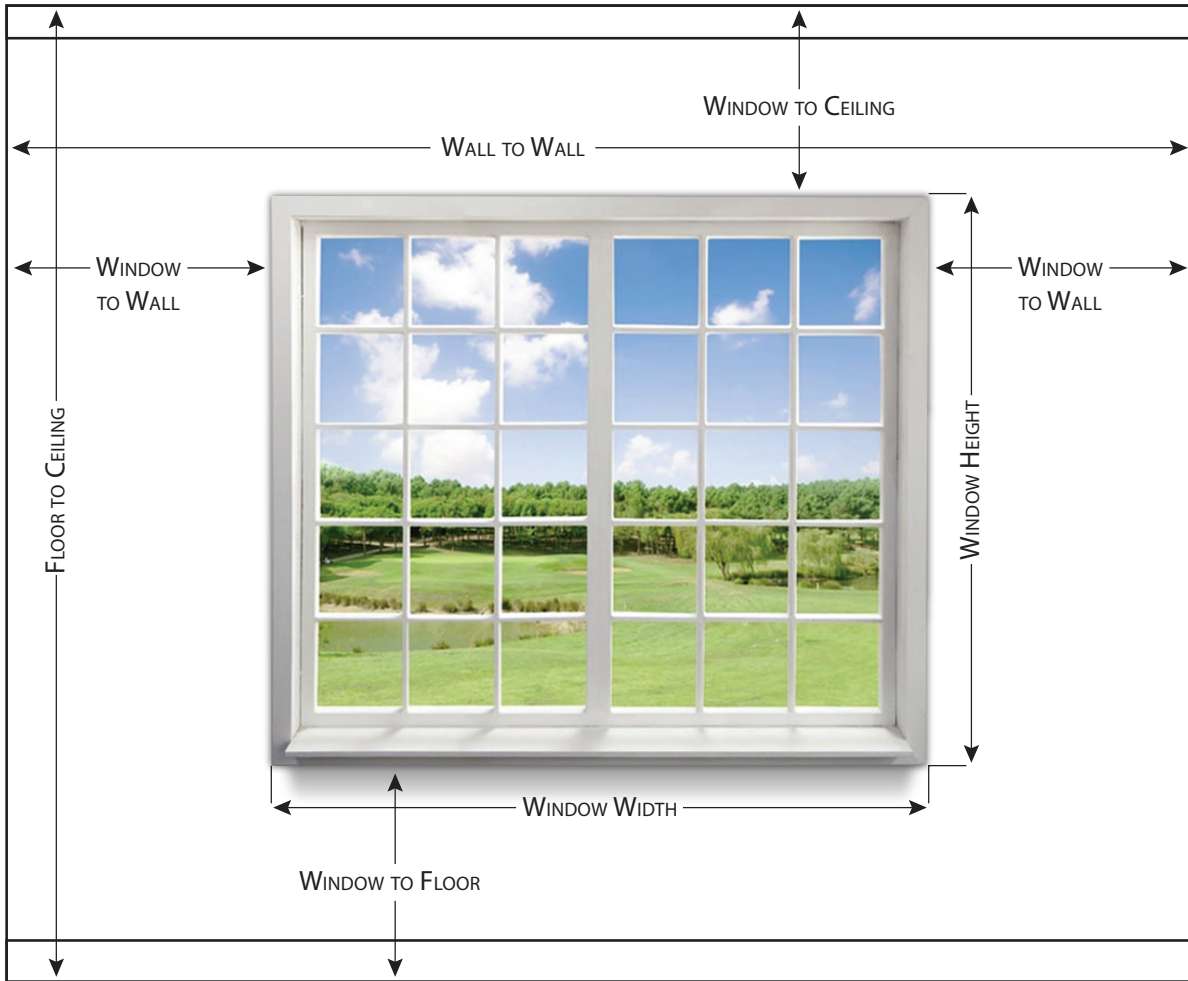 Window to Ceiling
Wall to Wall
Window
to Wall
Window
to Wall
Floor to Ceiling
Window Height
Window Width
Window to Floor